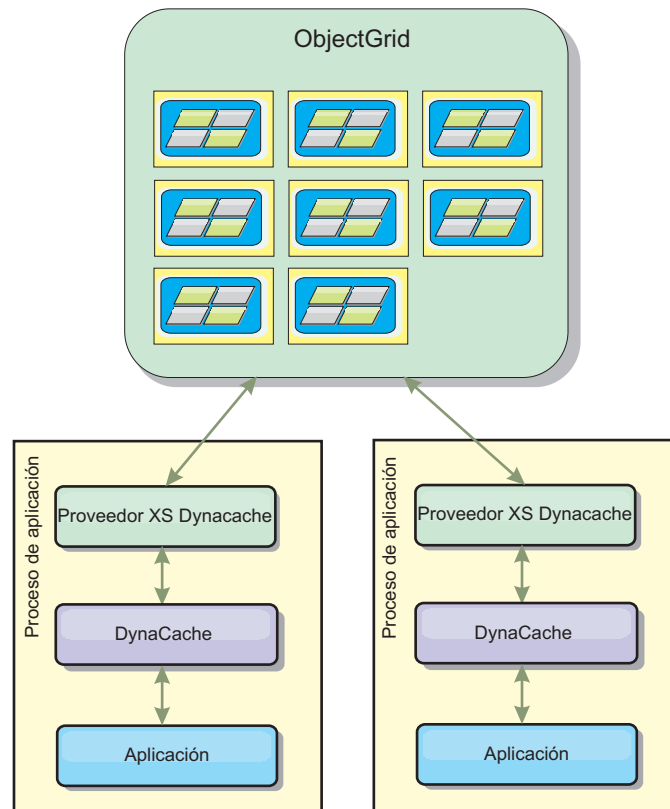 ObjectGrid
Proceso de aplicación
Proveedor XS Dynacache
DynaCache
Aplicación
Proceso de aplicación
Proveedor XS Dynacache
DynaCache
Aplicación